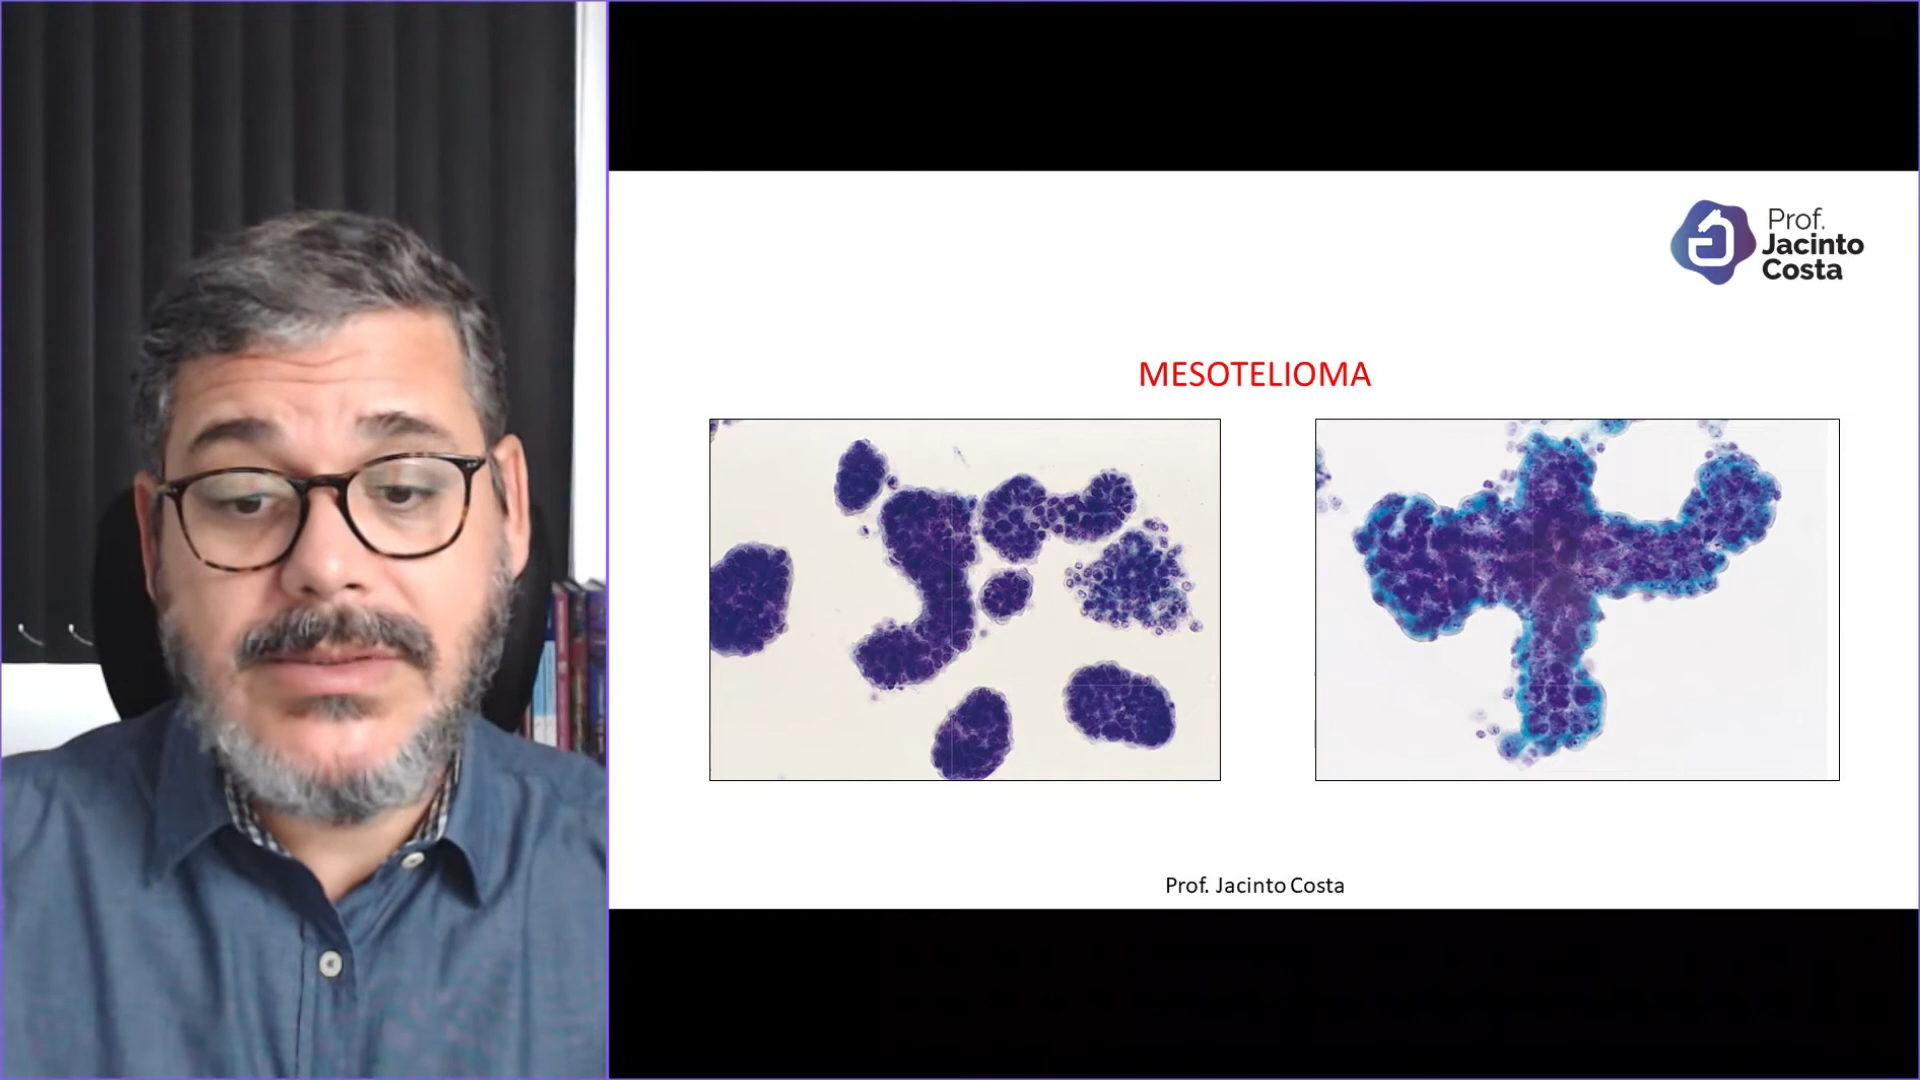 Prof.
Jacinto
Costa
MESOTELIOMA
Prof. Jacinto Costa